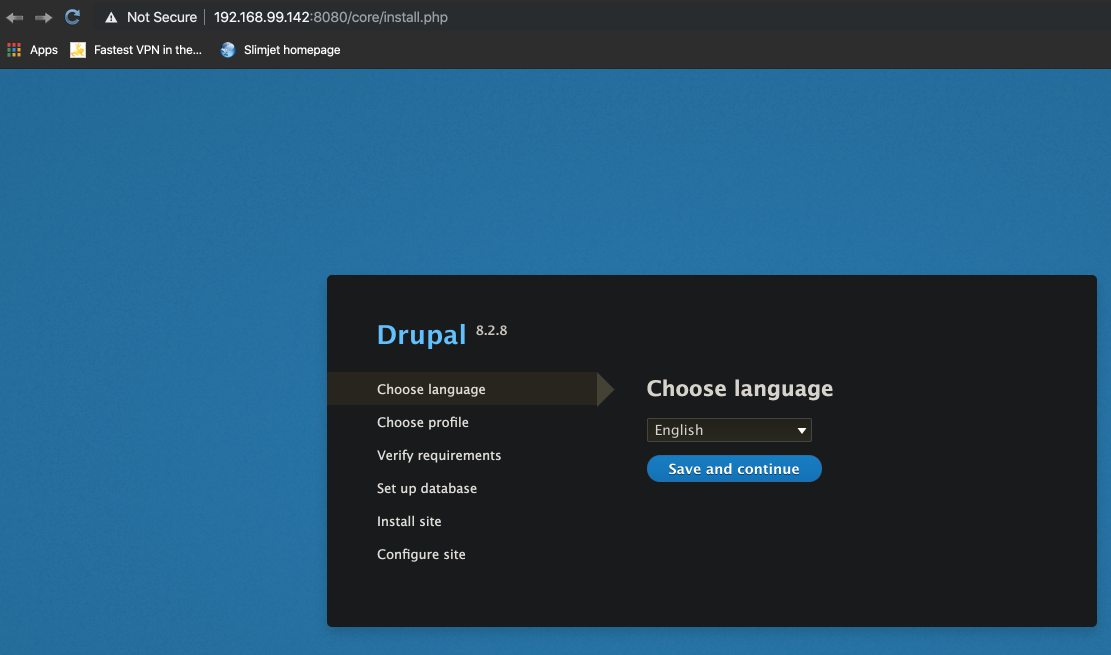 Not Secure 192.168.99.142:8080/core/install.php
Apps Fastest VPN in the... Slimjet homepage
Drupal 8.2.8
Choose language
Choose profile
Verify requirements
Set up database
Install site
Configure site
Choose language
English
Save and continue